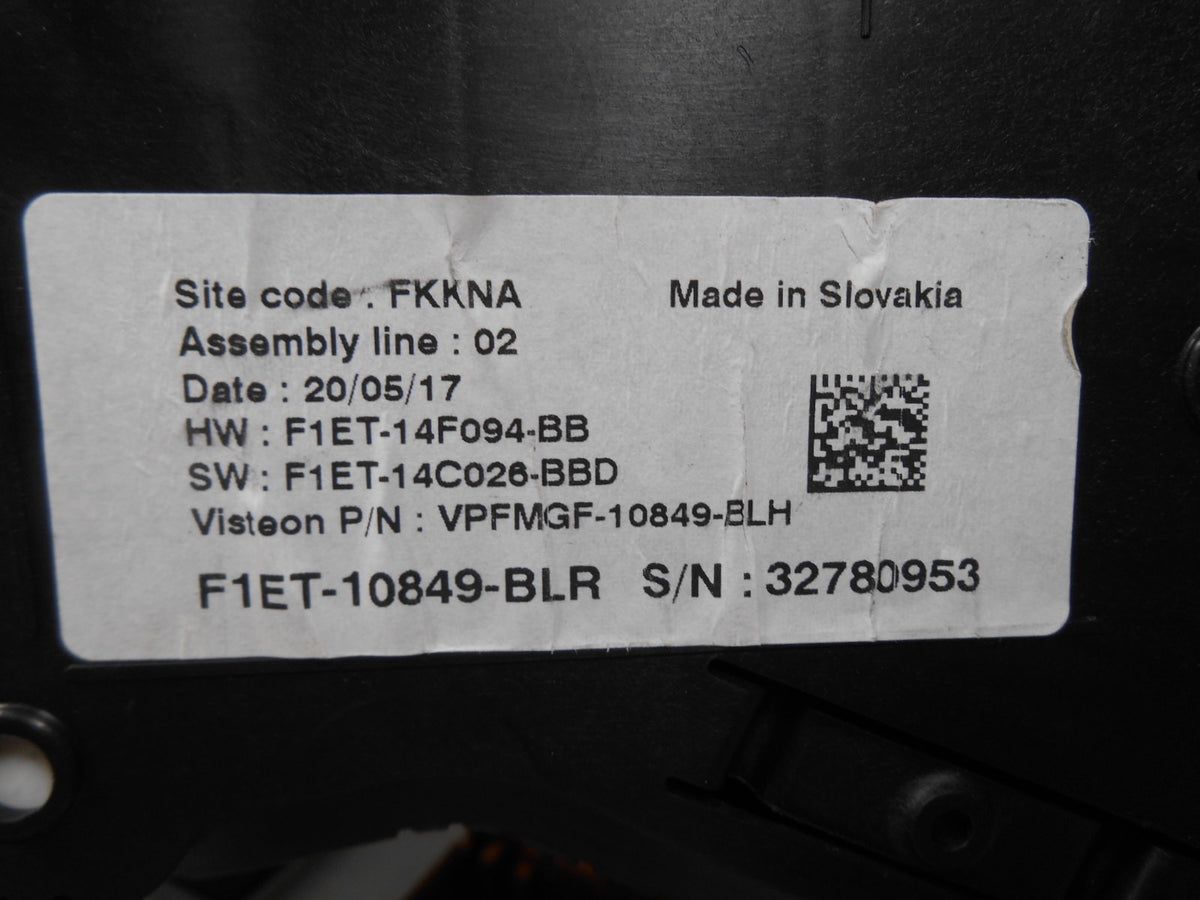 Site code : FKKNA
Made in Slovakia
Assembly line : 02
Date : 20/05/17
HW : F1ET-14F094-BB
SW : F1ET-14C026-BBD
Visteon P/N : VPFMGF-10849-BLH
F1ET-10849-BLR S/N : 32780953